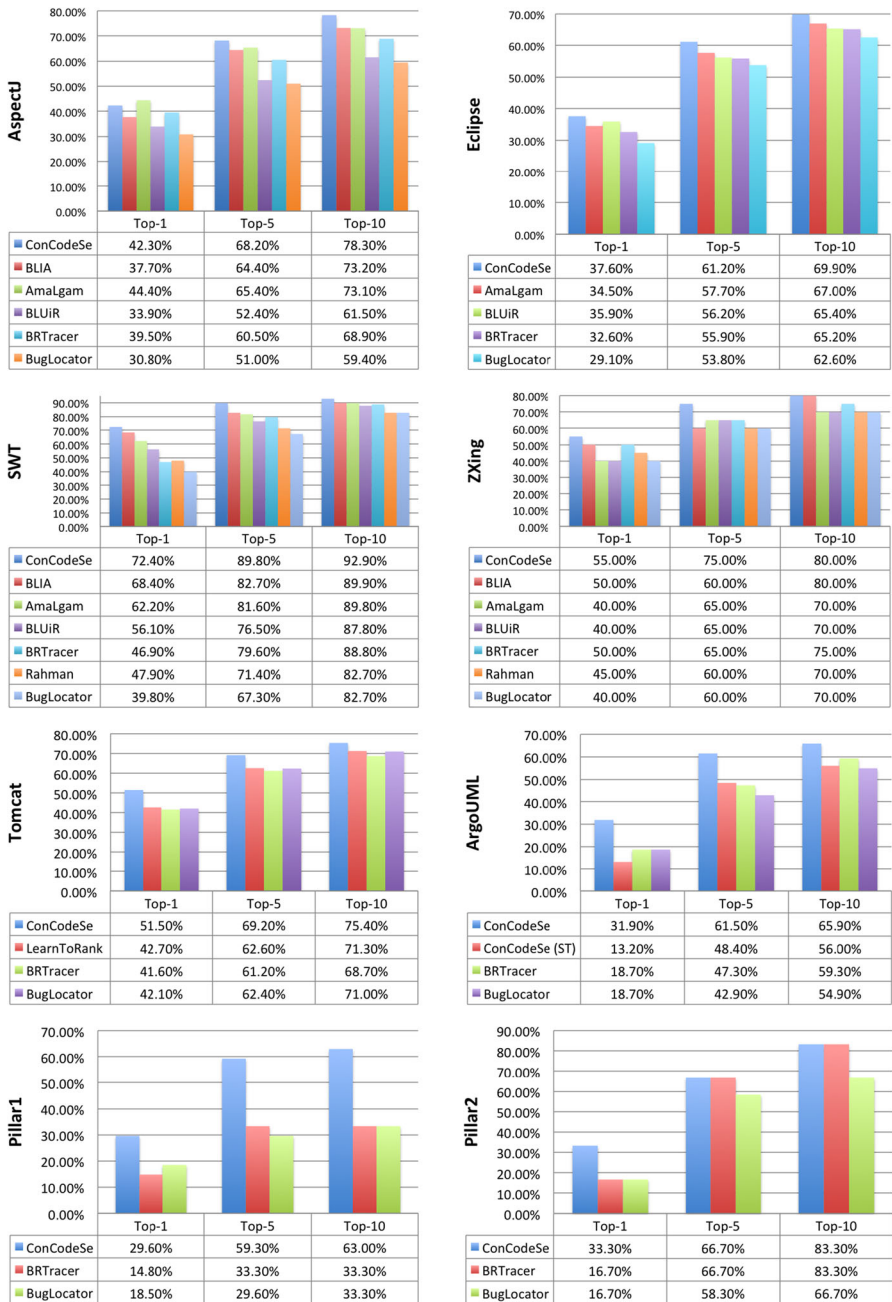 AspectJ
80.00%
70.00%
60.00%
50.00%
40.00%
30.00%
20.00%
10.00%
0.00%
Top-1 Top-5 Top-10
ConCodeSe 42.30% 68.20% 78.30%
BLIA 37.70% 64.40% 73.20%
AmaLgam 44.40% 65.40% 73.10%
BLUiR 33.90% 52.40% 61.50%
BRTracer 39.50% 60.50% 68.90%
BugLocator 30.80% 51.00% 59.40%
Eclipse
70.00%
60.00%
50.00%
40.00%
30.00%
20.00%
10.00%
0.00%
Top-1 Top-5 Top-10
ConCodeSe 37.60% 61.20% 69.90%
AmaLgam 34.50% 57.70% 67.00%
BLUiR 35.90% 56.20% 65.40%
BRTracer 32.60% 55.90% 65.20%
BugLocator 29.10% 53.80% 62.60%
SWT
90.00%
80.00%
70.00%
60.00%
50.00%
40.00%
30.00%
20.00%
10.00%
0.00%
Top-1 Top-5 Top-10
ConCodeSe 72.40% 89.80% 92.90%
BLIA 68.40% 82.70% 89.90%
AmaLgam 62.20% 81.60% 89.80%
BLUiR 56.10% 76.50% 87.80%
BRTracer 46.90% 79.60% 88.80%
Rahman 47.90% 71.40% 82.70%
BugLocator 39.80% 67.30% 82.70%
ZXing
80.00%
70.00%
60.00%
50.00%
40.00%
30.00%
20.00%
10.00%
0.00%
Top-1 Top-5 Top-10
ConCodeSe 55.00% 75.00% 80.00%
BLIA 50.00% 60.00% 80.00%
AmaLgam 40.00% 65.00% 70.00%
BLUiR 40.00% 65.00% 70.00%
BRTracer 50.00% 65.00% 75.00%
Rahman 45.00% 60.00% 70.00%
BugLocator 40.00% 60.00% 70.00%
Tomcat
80.00%
70.00%
60.00%
50.00%
40.00%
30.00%
20.00%
10.00%
0.00%
Top-1 Top-5 Top-10
ConCodeSe 51.50% 69.20% 75.40%
LearnToRank 42.70% 62.60% 71.30%
BRTracer 41.60% 61.20% 68.70%
BugLocator 42.10% 62.40% 71.00%
ArgoUML
70.00%
60.00%
50.00%
40.00%
30.00%
20.00%
10.00%
0.00%
Top-1 Top-5 Top-10
ConCodeSe 31.90% 61.50% 65.90%
ConCodeSe (ST) 13.20% 48.40% 56.00%
BRTracer 18.70% 47.30% 59.30%
BugLocator 18.70% 42.90% 54.90%
Pillar1
70.00%
60.00%
50.00%
40.00%
30.00%
20.00%
10.00%
0.00%
Top-1 Top-5 Top-10
ConCodeSe 29.60% 59.30% 63.00%
BRTracer 14.80% 33.30% 33.30%
BugLocator 18.50% 29.60% 33.30%
Pillar2
90.00%
80.00%
70.00%
60.00%
50.00%
40.00%
30.00%
20.00%
10.00%
0.00%
Top-1 Top-5 Top-10
ConCodeSe 33.30% 66.70% 83.30%
BRTracer 16.70% 66.70% 83.30%
BugLocator 16.70% 58.30% 66.70%